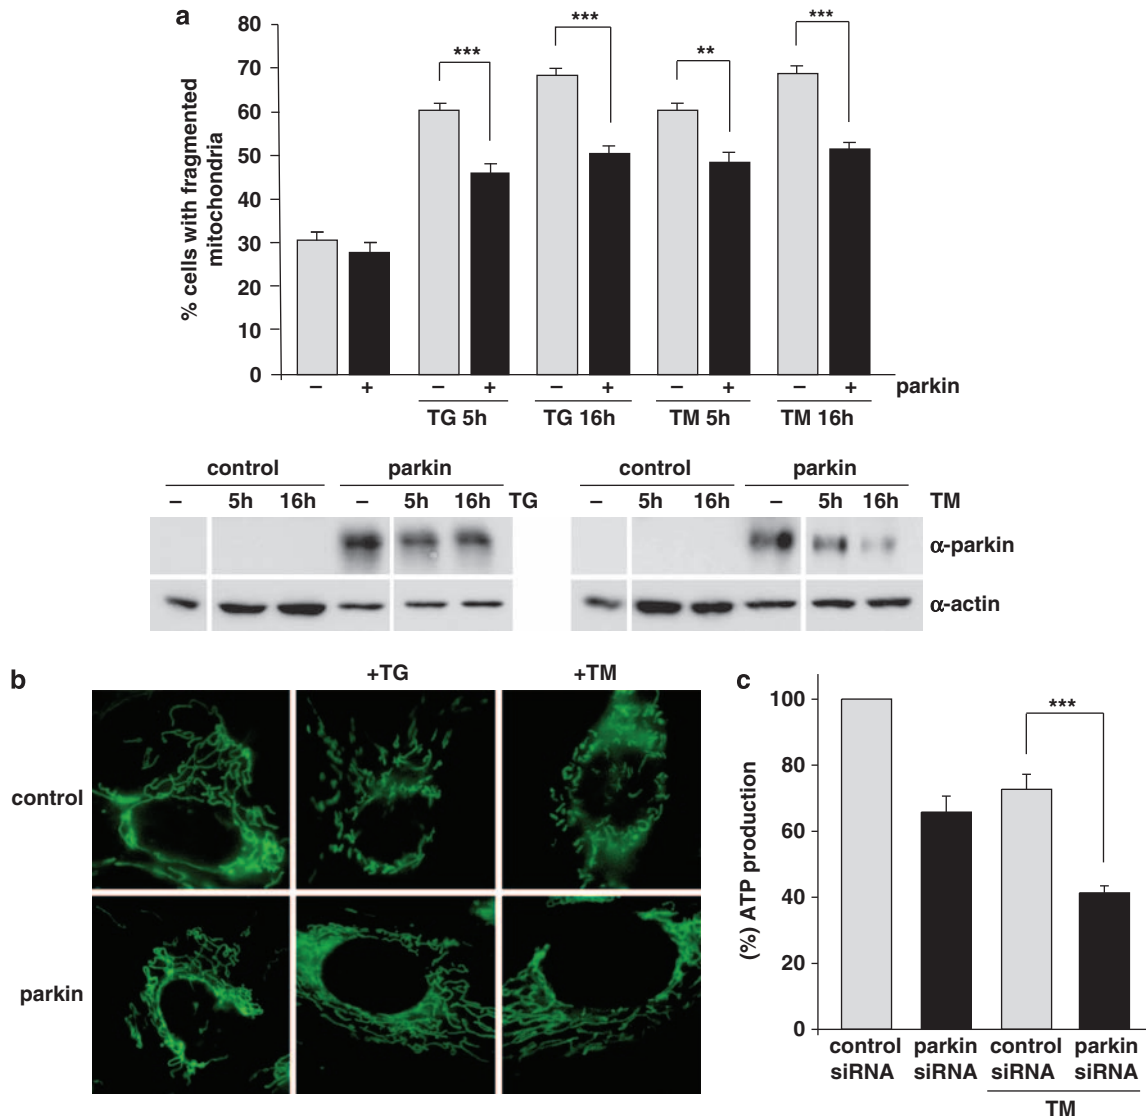 a
80
70
60
50
40
30
20
10
0
% cells with fragmented
mitochondria
*** *** ** ***
– + – + – + – + – + parkin
TG 5h TG 16h TM 5h TM 16h
control parkin control parkin
– 5h 16h – 5h 16h TG – 5h 16h – 5h 16h TM
α-parkin
α-actin
b
+TG +TM
control
parkin
c
100
80
60
40
20
0
(%) ATP production
***
control parkin control parkin
siRNA siRNA siRNA siRNA
TM